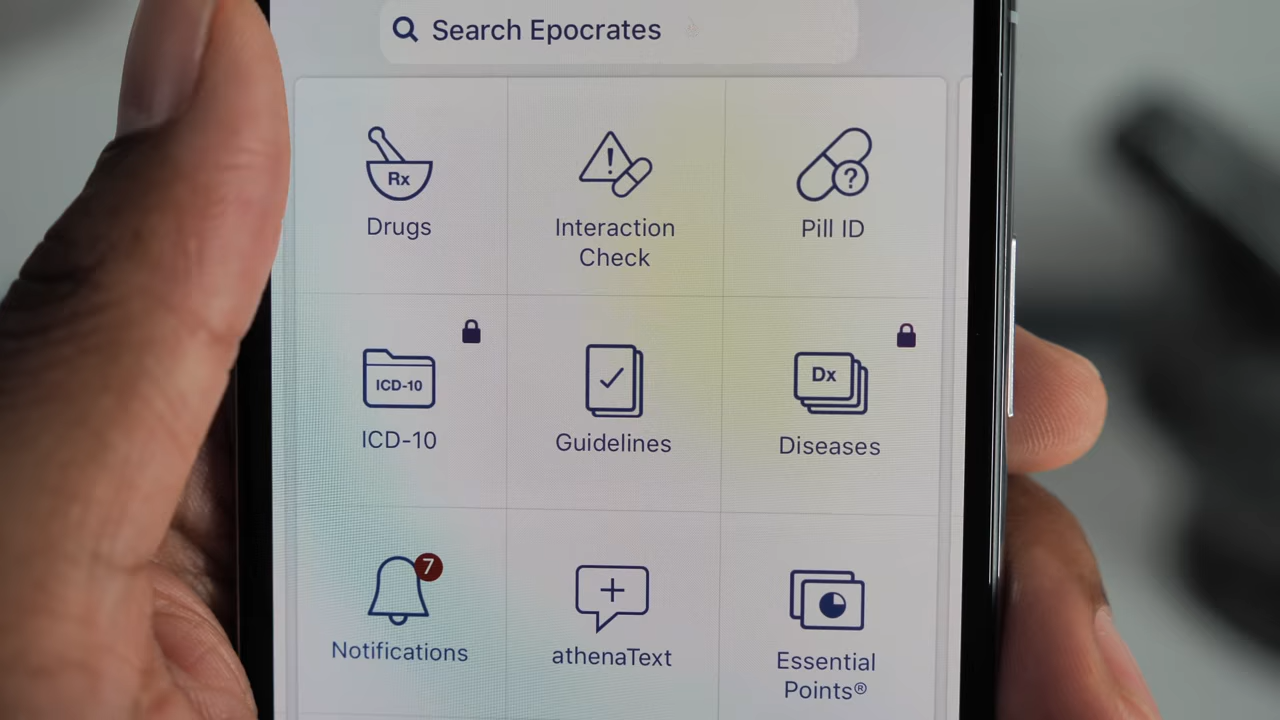 Search Epocrates
Rx
Drugs
Interaction
Check
?
Pill ID
ICD-10
ICD-10
Guidelines
Dx
Diseases
7
Notifications
athenaText
Essential
Points®